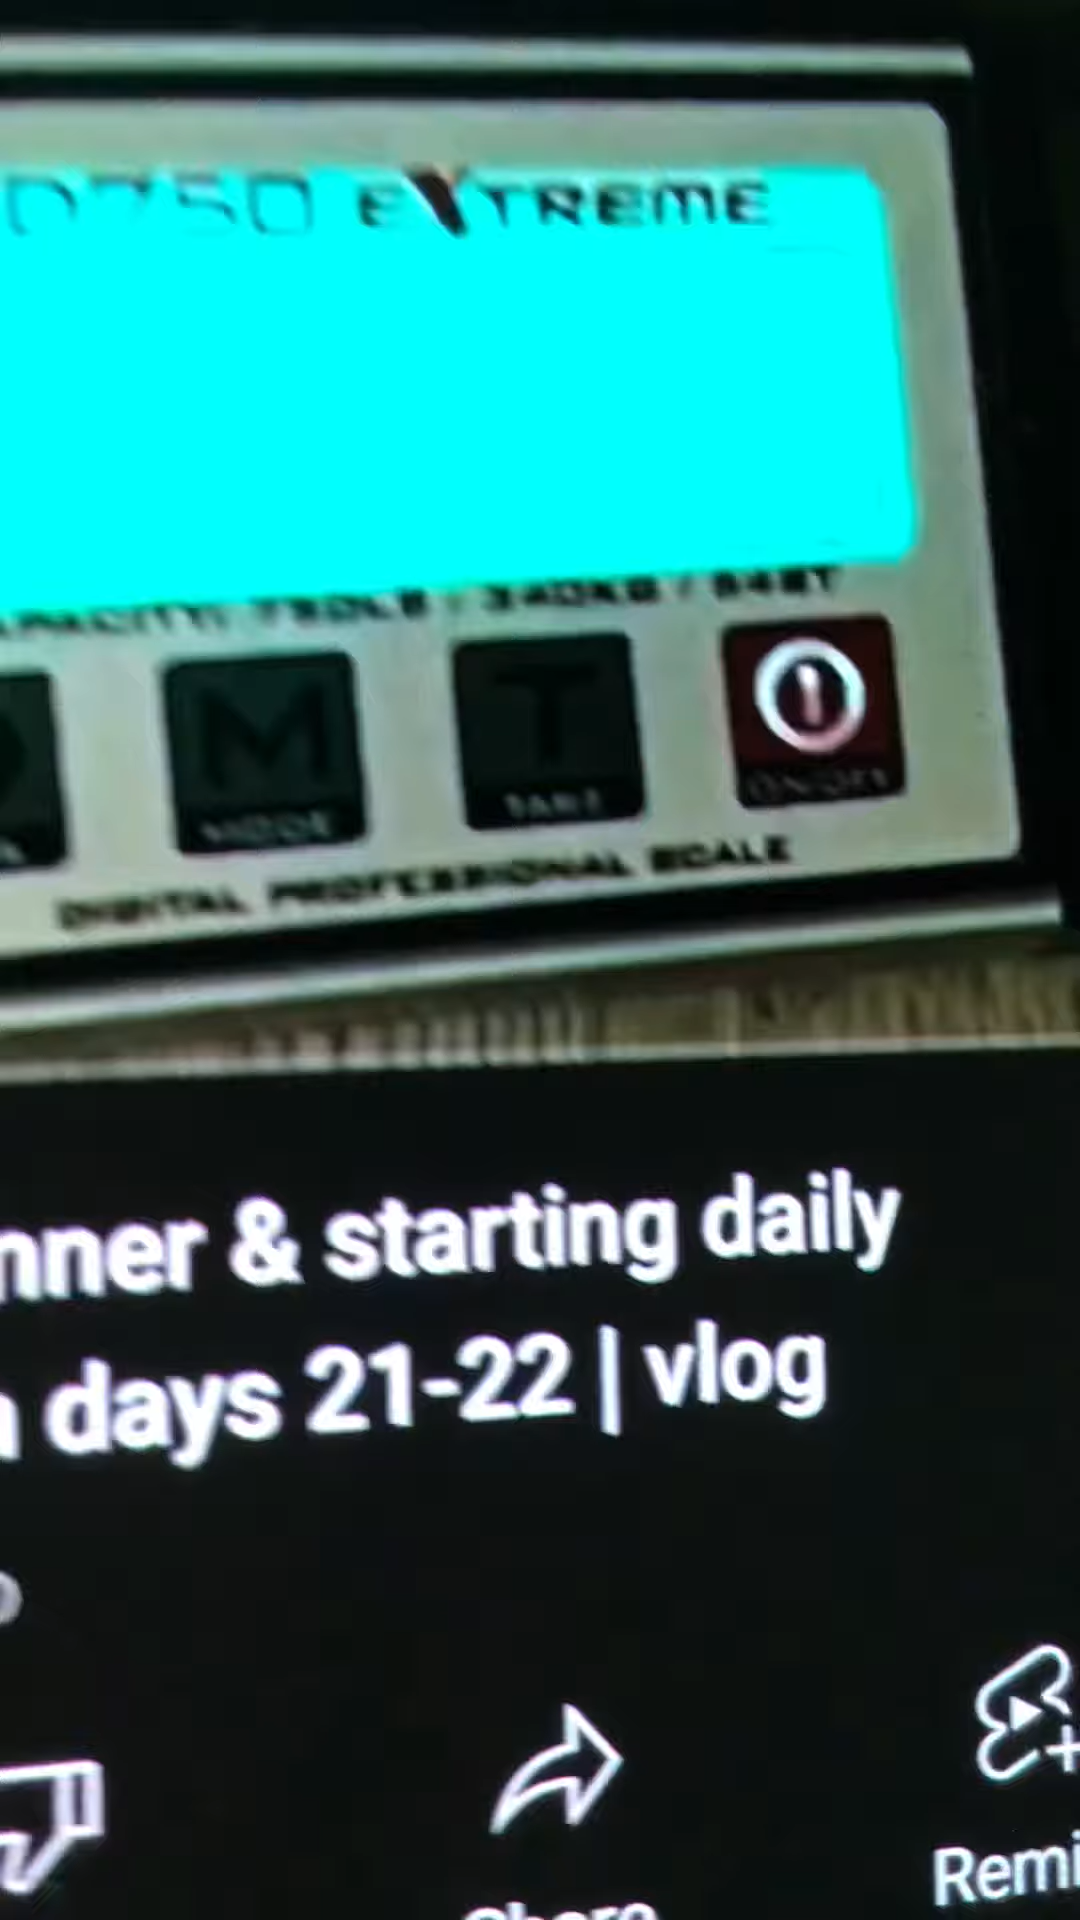 D750 EXTREME
CAPACITY: 750LB / 340KG / 54ST
M T
MODE TARE ON/OFF
DIGITAL PROFESSIONAL SCALE
nner & starting daily
days 21-22 | vlog
Share
Remi